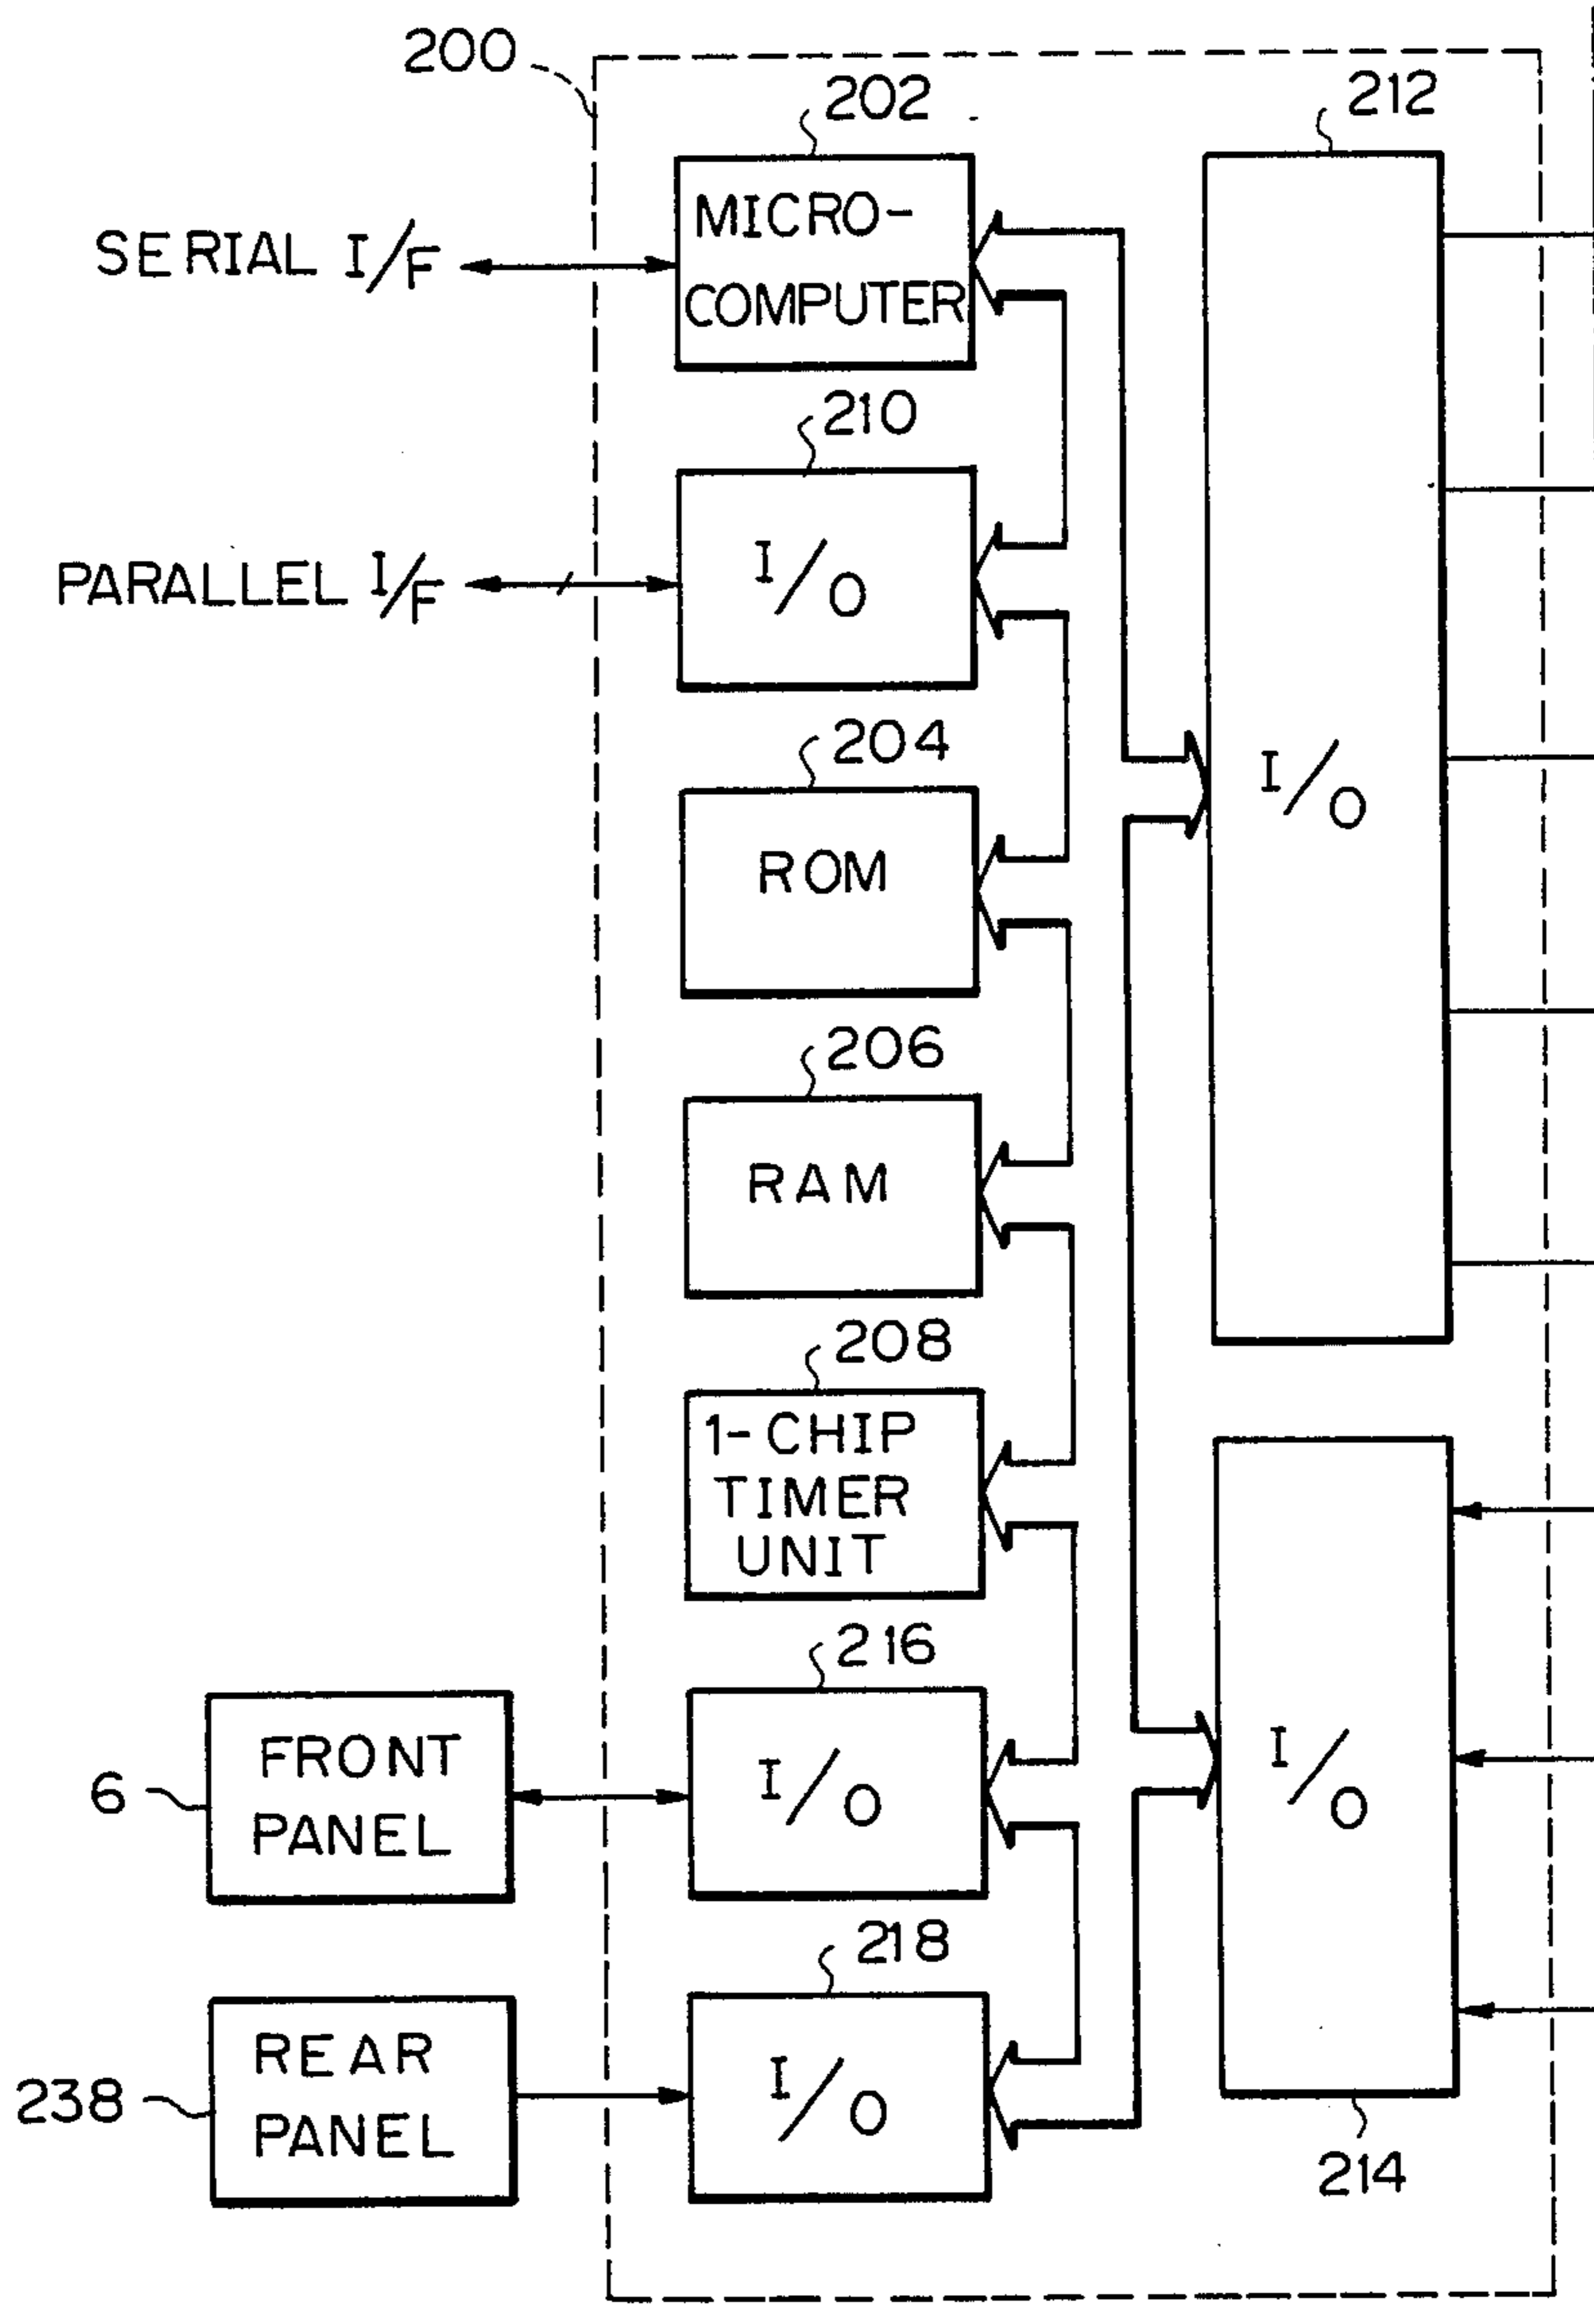 200
202
212
MICRO-
COMPUTER
SERIAL I/F
210
I/O
PARALLEL I/F
204
ROM
I/O
206
RAM
208
1-CHIP
TIMER
UNIT
216
FRONT
PANEL
6
I/O
I/O
218
REAR
PANEL
238
I/O
214